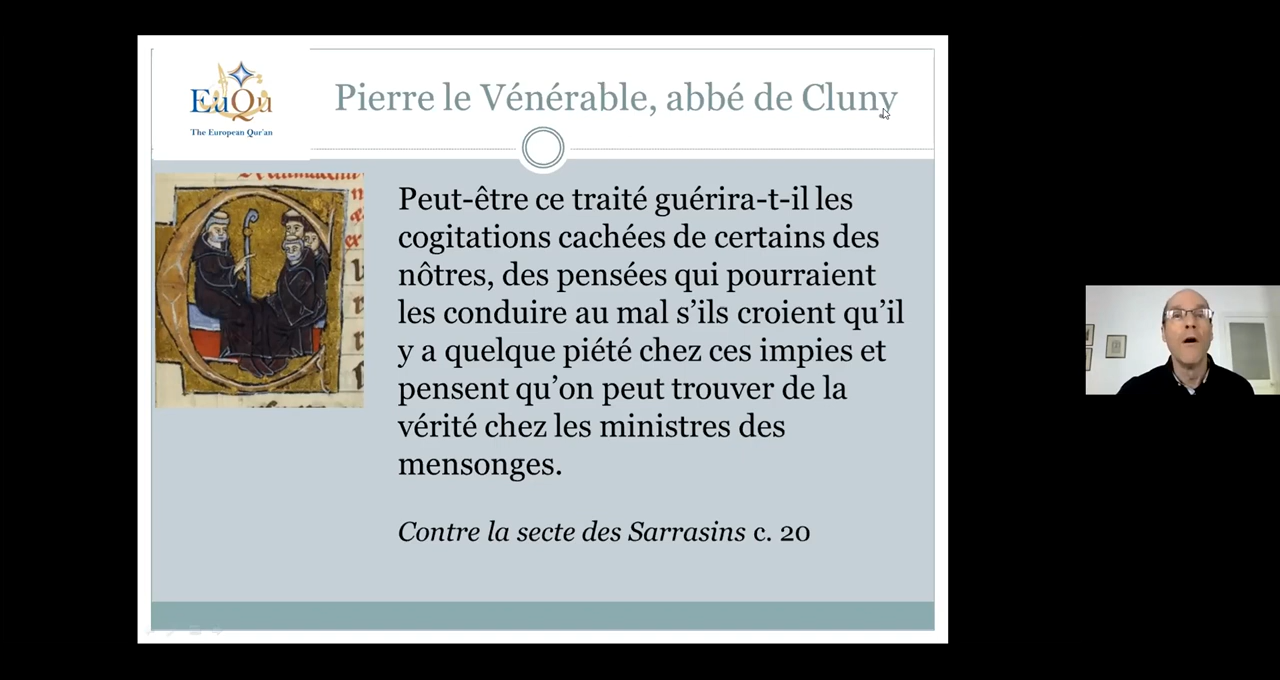 EuQu
The European Qur'an
Pierre le Vénérable, abbé de Cluny
Peut-être ce traité guérira-t-il les
cogitations cachées de certains des
nôtres, des pensées qui pourraient
les conduire au mal s’ils croient qu’il
y a quelque piété chez ces impies et
pensent qu’on peut trouver de la
vérité chez les ministres des
mensonges.
Contre la secte des Sarrasins c. 20